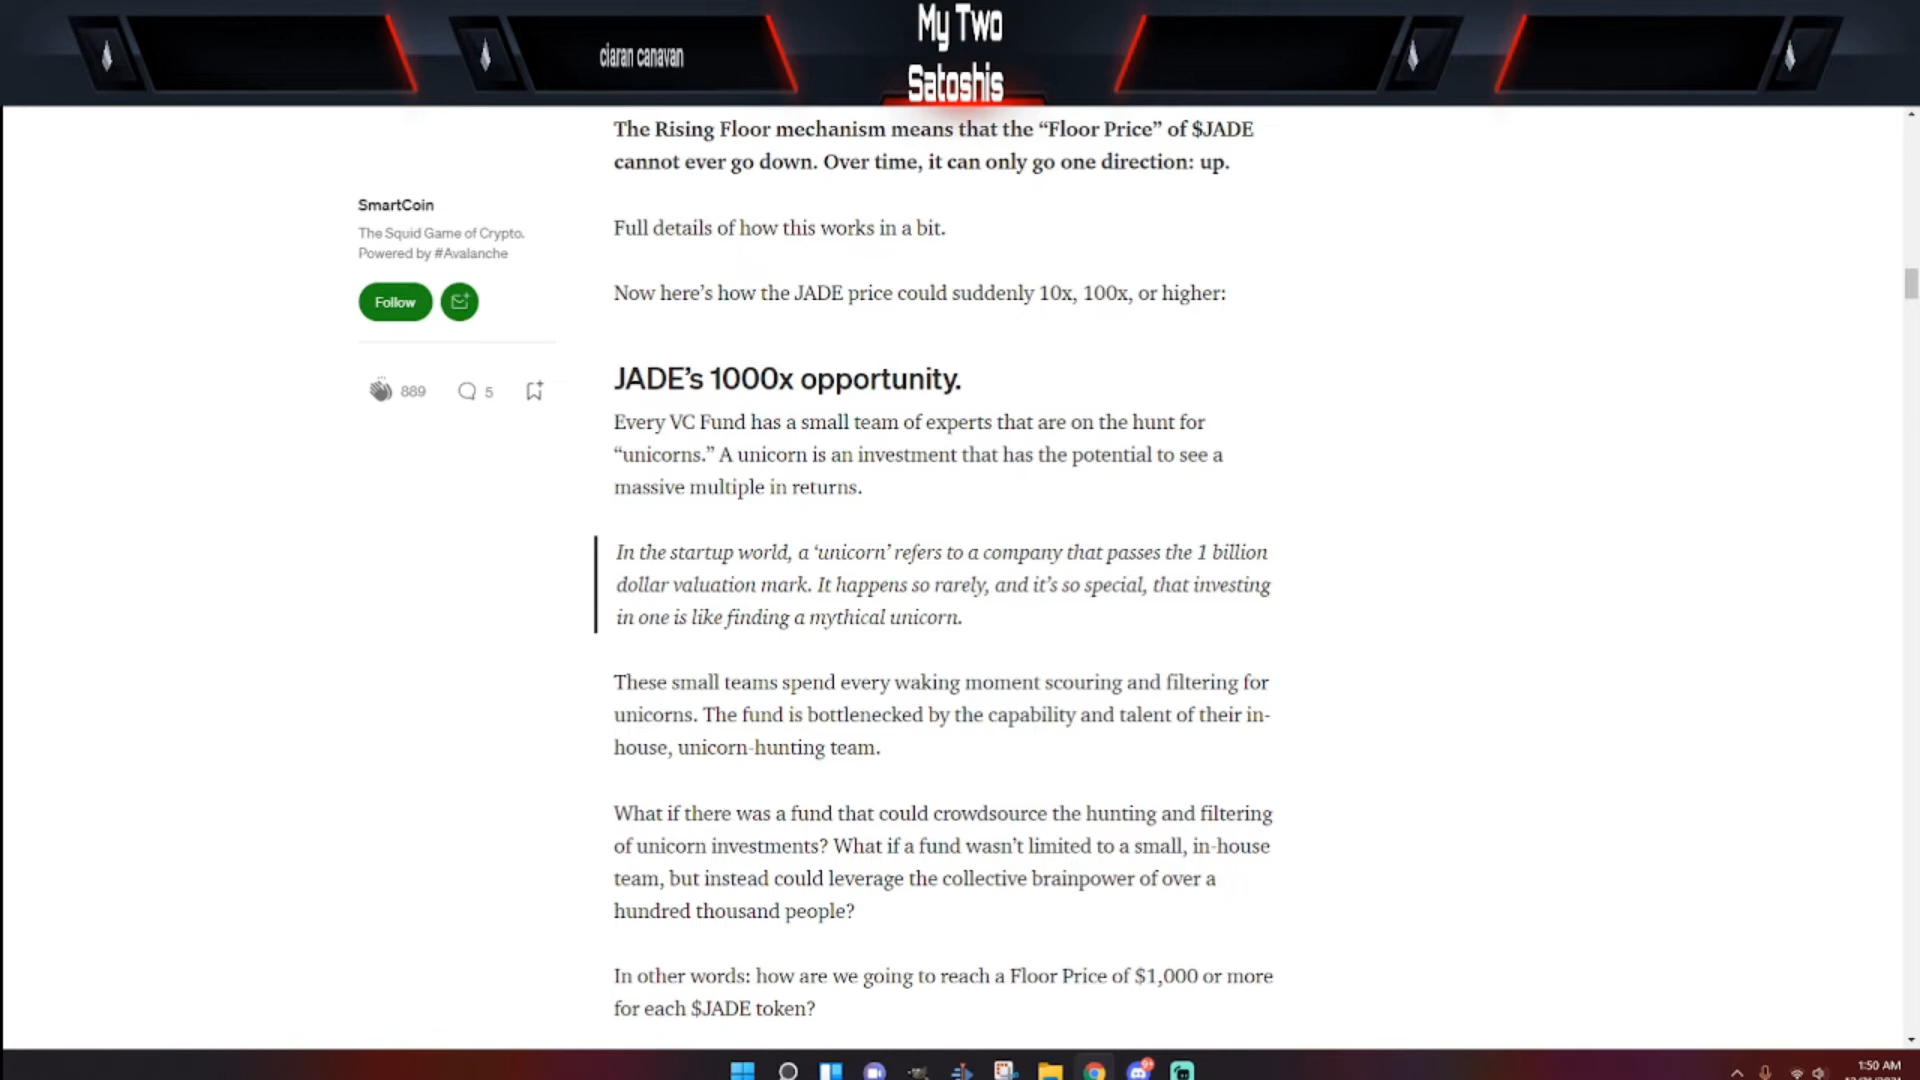 My Two
Satoshis
ciaran canavan
The Rising Floor mechanism means that the “Floor Price” of $JADE
cannot ever go down. Over time, it can only go one direction: up.
SmartCoin
The Squid Game of Crypto.
Powered by #Avalanche
Follow
889
5
Full details of how this works in a bit.
Now here’s how the JADE price could suddenly 10x, 100x, or higher:
JADE’s 1000x opportunity.
Every VC Fund has a small team of experts that are on the hunt for
“unicorns.” A unicorn is an investment that has the potential to see a
massive multiple in returns.
In the startup world, a ‘unicorn’ refers to a company that passes the 1 billion
dollar valuation mark. It happens so rarely, and it’s so special, that investing
in one is like finding a mythical unicorn.
These small teams spend every waking moment scouring and filtering for
unicorns. The fund is bottlenecked by the capability and talent of their in-
house, unicorn-hunting team.
What if there was a fund that could crowdsource the hunting and filtering
of unicorn investments? What if a fund wasn’t limited to a small, in-house
team, but instead could leverage the collective brainpower of over a
hundred thousand people?
In other words: how are we going to reach a Floor Price of $1,000 or more
for each $JADE token?
1:50 AM